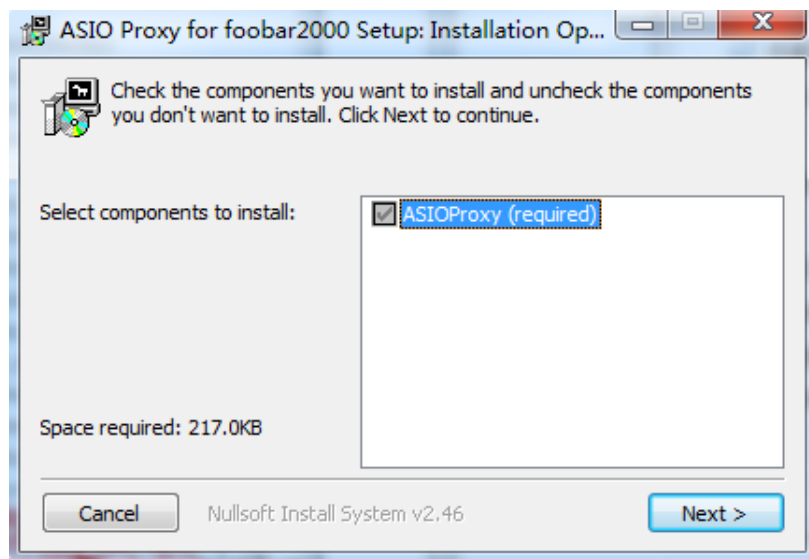 ASIO Proxy for foobar2000 Setup: Installation Op...
Check the components you want to install and uncheck the components
you don't want to install. Click Next to continue.
Select components to install:
ASIOProxy (required)
Space required: 217.0KB
Cancel
Nullsoft Install System v2.46
Next >